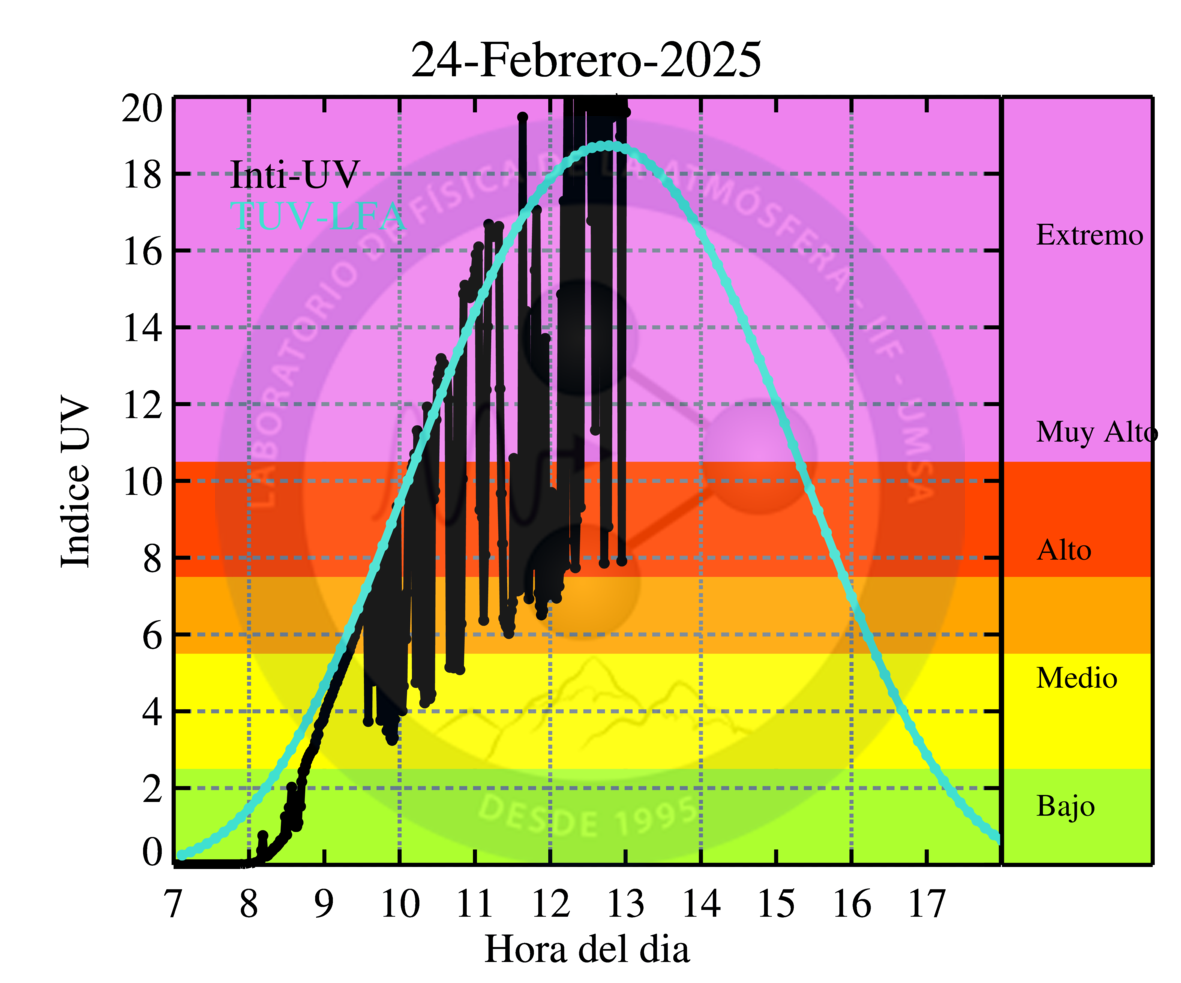 24-Febrero-2025
20
18
16
14
12
10
8
6
4
2
0
Indice UV
Inti-UV
TUV-LFA
LABORATORIO DE FÍSICA DE LA ATMÓSFERA - IIF - UMSA
DESDE 1995
Extremo
Muy Alto
Alto
Medio
Bajo
7 8 9 10 11 12 13 14 15 16 17
Hora del dia